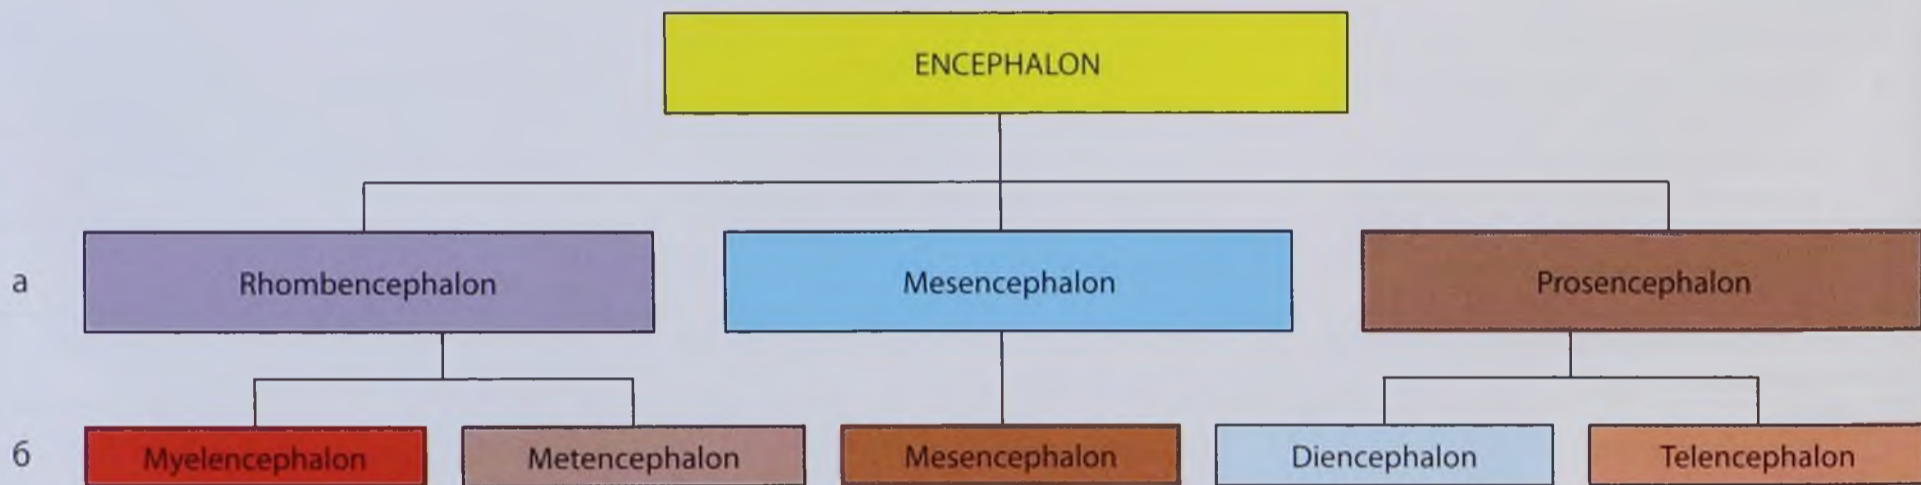 ENCEPHALON
а Rhombencephalon Mesencephalon Prosencephalon
б Myelencephalon Metencephalon Mesencephalon Diencephalon Telencephalon